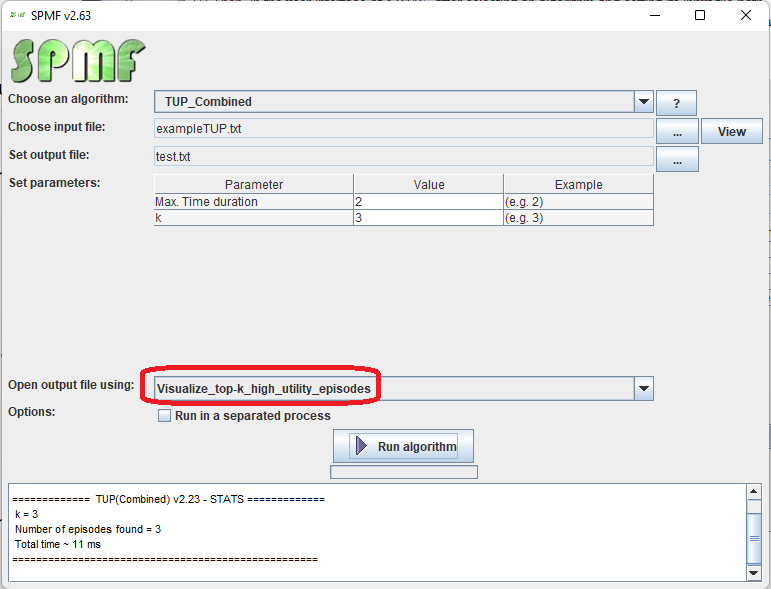 SPMF v2.63
SPMF
Choose an algorithm: TUP_Combined ?
Choose input file: exampleTUP.txt ... View
Set output file: test.txt ...
Set parameters: Parameter Value Example
Max. Time duration 2 (e.g. 2)
k 3 (e.g. 3)
Open output file using: Visualize_top-k_high_utility_episodes
Options: Run in a separated process
Run algorithm
============= TUP(Combined) v2.23 - STATS =============
k = 3
Number of episodes found = 3
Total time ~ 11 ms
===================================================